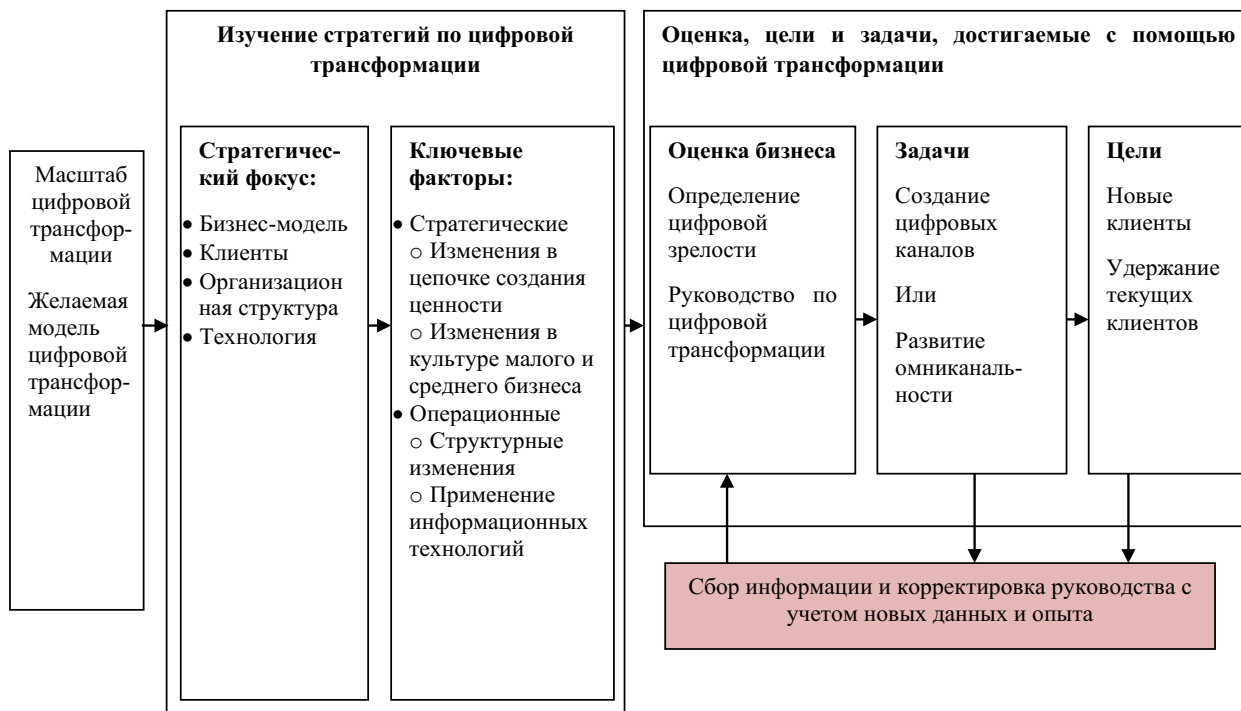 Изучение стратегий по цифровой
трансформации
Оценка, цели и задачи, достигаемые с помощью
цифровой трансформации
Масштаб
цифровой
трансфор-
мации
Желаемая
модель
цифровой
трансфор-
мации
Стратегичес-
кий фокус:
• Бизнес-модель
• Клиенты
• Организацион
ная структура
• Технология
Ключевые
факторы:
• Стратегические
o Изменения в
цепочке создания
ценности
o Изменения в
культуре малого и
среднего бизнеса
• Операционные
o Структурные
изменения
o Применение
информационных
технологий
Оценка бизнеса
Определение
цифровой
зрелости
Руководство по
цифровой
трансформации
Задачи
Создание
цифровых
каналов
Или
Развитие
омниканаль-
ности
Цели
Новые
клиенты
Удержание
текущих
клиентов
Сбор информации и корректировка руководства с
учетом новых данных и опыта